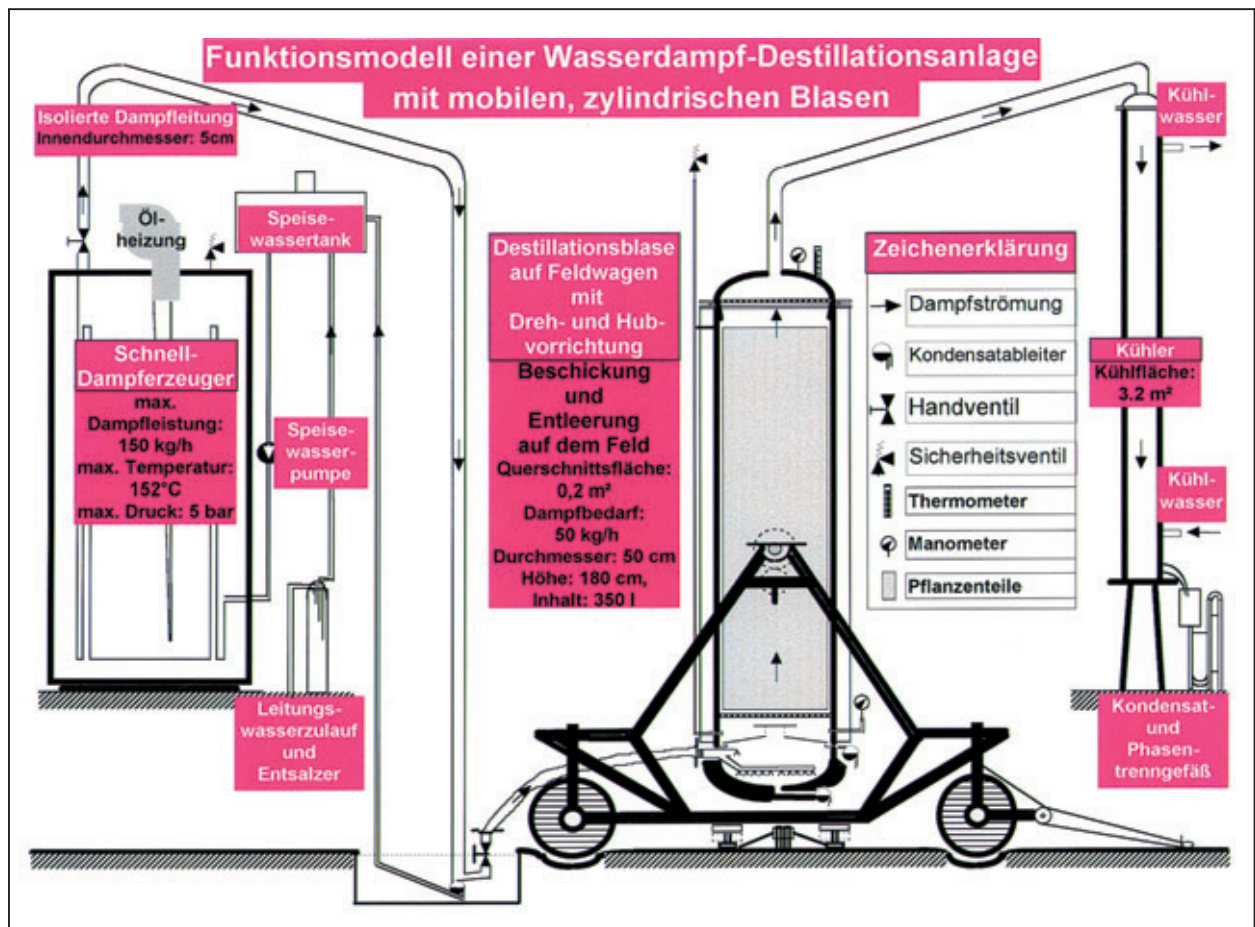 Funktionsmodell einer Wasserdampf-Destillationsanlage
mit mobilen, zylindrischen Blasen
Isolierte Dampfleitung
Innendurchmesser: 5cm
Öl-
heizung
Speise-
wassertank
Schnell-
Dampferzeuger
max.
Dampfleistung:
150 kg/h
max. Temperatur:
152°C
max. Druck: 5 bar
Speise-
wasser-
pumpe
Leitungs-
wasserzulauf
und
Entsalzer
Destillationsblase
auf Feldwagen
mit
Dreh- und Hub-
vorrichtung
Beschickung
und
Entleerung
auf dem Feld
Querschnittsfläche:
0,2 m²
Dampfbedarf:
50 kg/h
Durchmesser: 50 cm
Höhe: 180 cm,
Inhalt: 350 l
Zeichenerklärung
Dampfströmung
Kondensatableiter
Handventil
Sicherheitsventil
Thermometer
Manometer
Pflanzenteile
Kühl-
wasser
Kühler
Kühlfläche:
3.2 m²
Kühl-
wasser
Kondensat-
und
Phasen-
trenngefäß